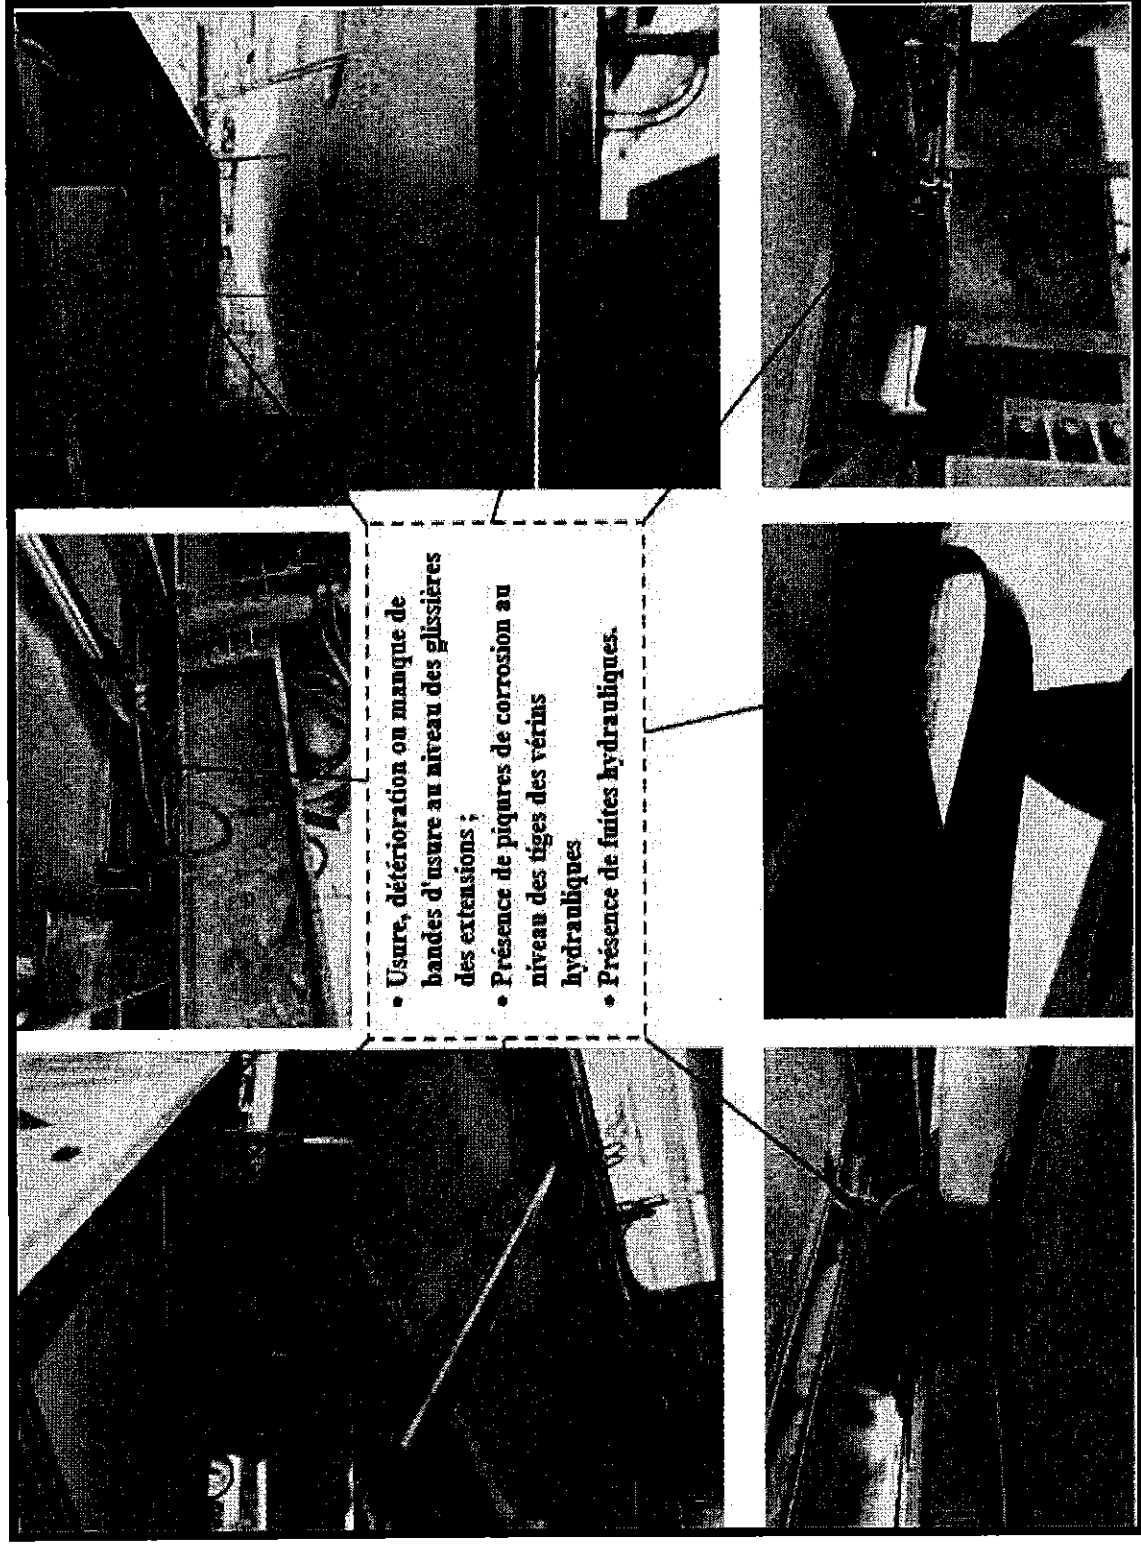 • Usure, détérioration ou manque de
bandes d'usure au niveau des glissières
des extensions ;
• Présence de piqures de corrosion au
niveau des tiges des vérins
hydrauliques
• Présence de fuites hydrauliques.